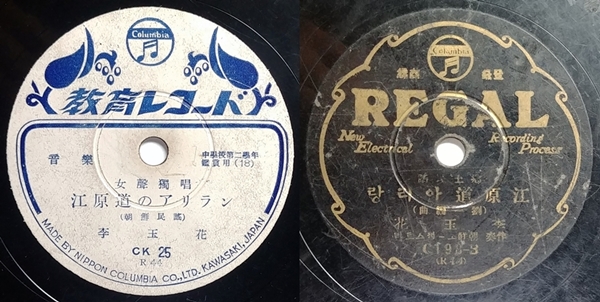 Columbia
教育レコード
音樂
中學校第二學年
鑑賞用(18)
女聲獨唱
江原道のアリラン
(朝鮮民謠)
李玉花
CK 25
R 44
MADE BY NIPPON COLUMBIA CO., LTD. KAWASAKI, JAPAN
Columbia
REGAL
New Electrical
Recording Process
江原道아리랑
玉花
C198-B
(R44)